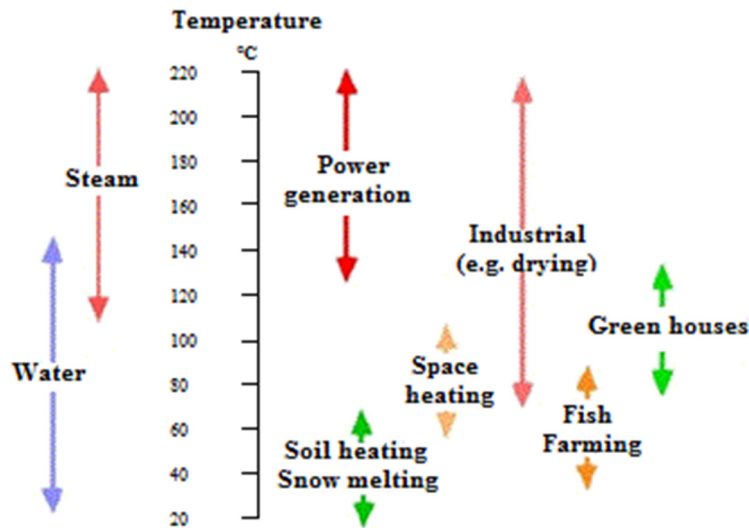 Temperature
°C
220
200
180
160
140
120
100
80
60
40
20
Steam
Water
Power
generation
Industrial
(e.g. drying)
Green houses
Space
heating
Fish
Farming
Soil heating
Snow melting